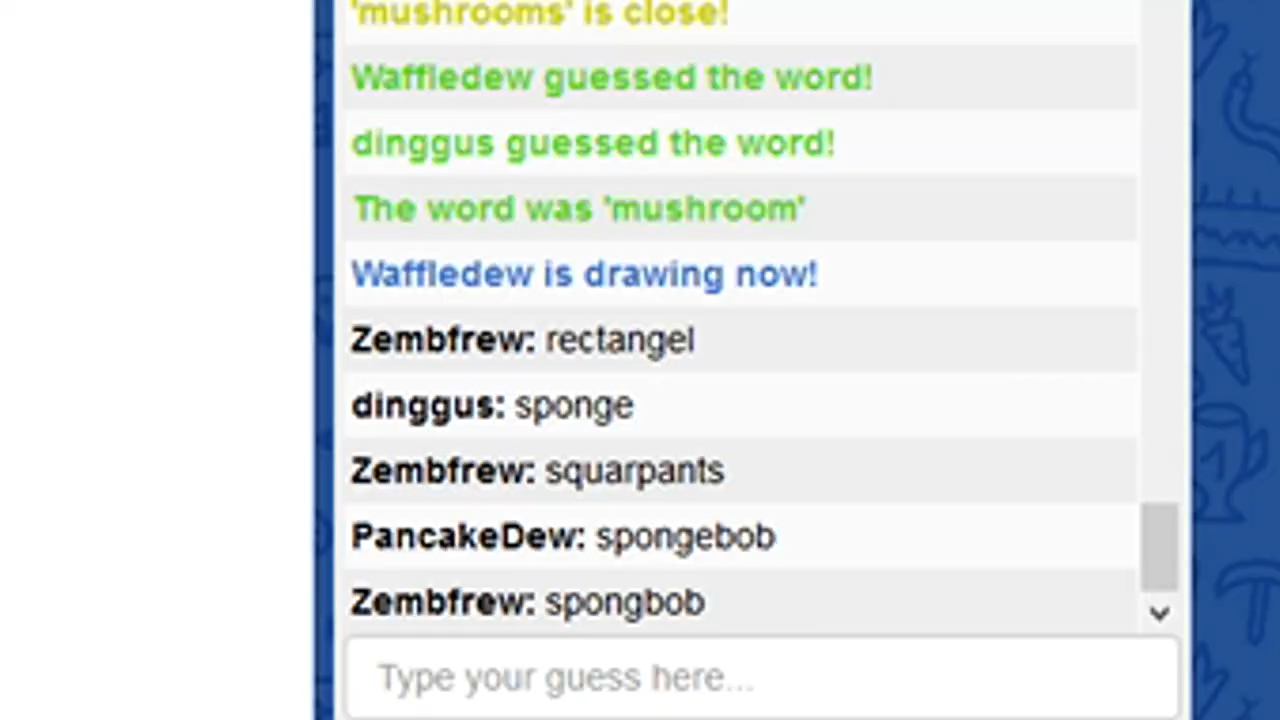 'mushrooms' is close!
Waffledew guessed the word!
dinggus guessed the word!
The word was 'mushroom'
Waffledew is drawing now!
Zembfrew: rectangel
dinggus: sponge
Zembfrew: squarpants
PancakeDew: spongebob
Zembfrew: spongbob
Type your guess here...